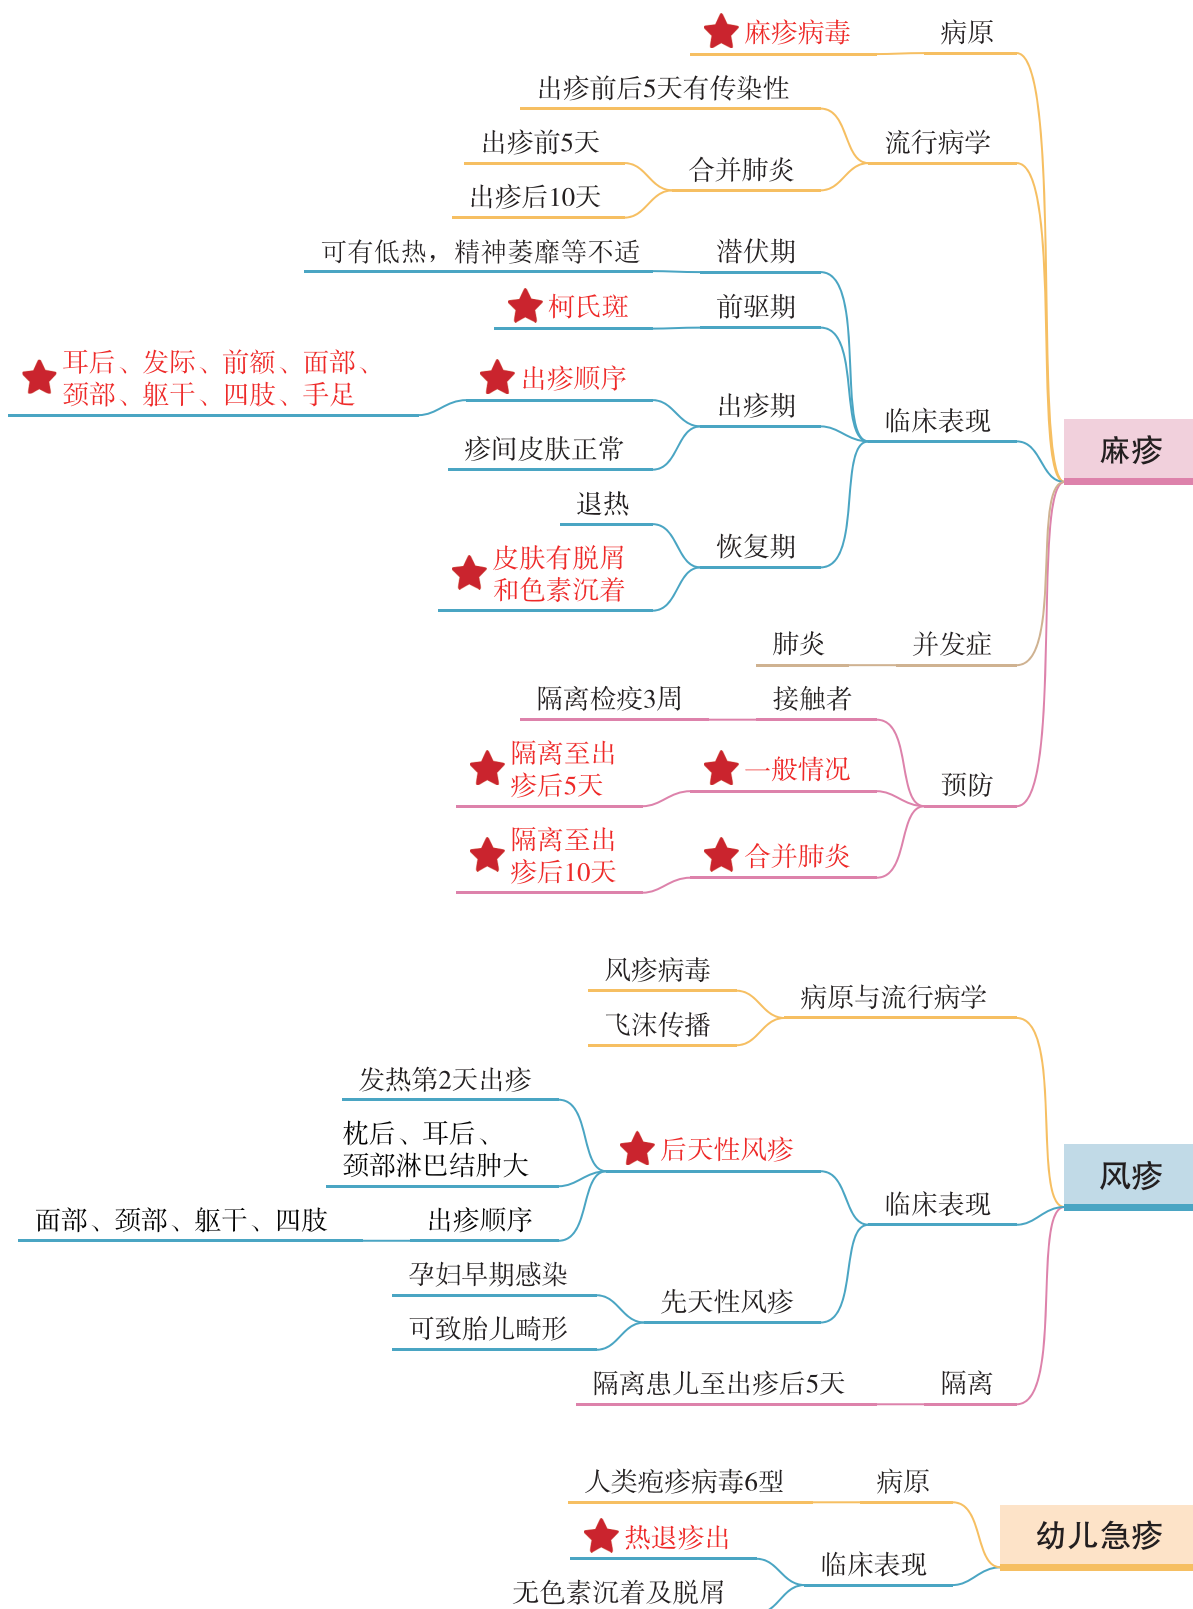 麻疹
病原
麻疹病毒
流行病学
出疹前后5天有传染性
合并肺炎
出疹前5天
出疹后10天
临床表现
潜伏期
可有低热，精神萎靡等不适
前驱期
柯氏斑
出疹期
出疹顺序
耳后、发际、前额、面部、
颈部、躯干、四肢、手足
疹间皮肤正常
恢复期
退热
皮肤有脱屑
和色素沉着
并发症
肺炎
预防
接触者
隔离检疫3周
一般情况
隔离至出
疹后5天
合并肺炎
隔离至出
疹后10天
风疹
病原与流行病学
风疹病毒
飞沫传播
临床表现
后天性风疹
发热第2天出疹
枕后、耳后、
颈部淋巴结肿大
出疹顺序
面部、颈部、躯干、四肢
先天性风疹
孕妇早期感染
可致胎儿畸形
隔离
隔离患儿至出疹后5天
幼儿急疹
病原
人类疱疹病毒6型
临床表现
热退疹出
无色素沉着及脱屑